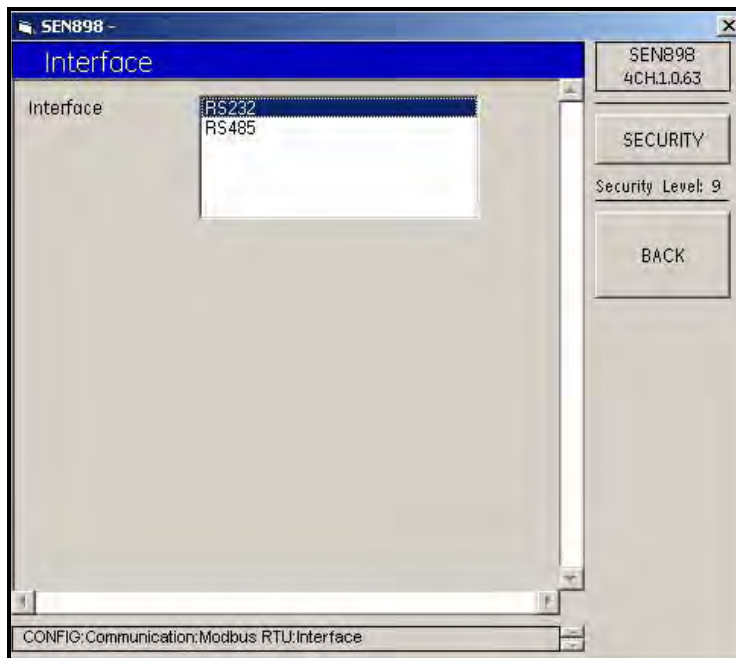 SEN898 -
Interface
Interface
RS232
RS485
SEN898
4CH.1.0.63
SECURITY
Security Level: 9
BACK
CONFIG:Communication:Modbus RTU:Interface